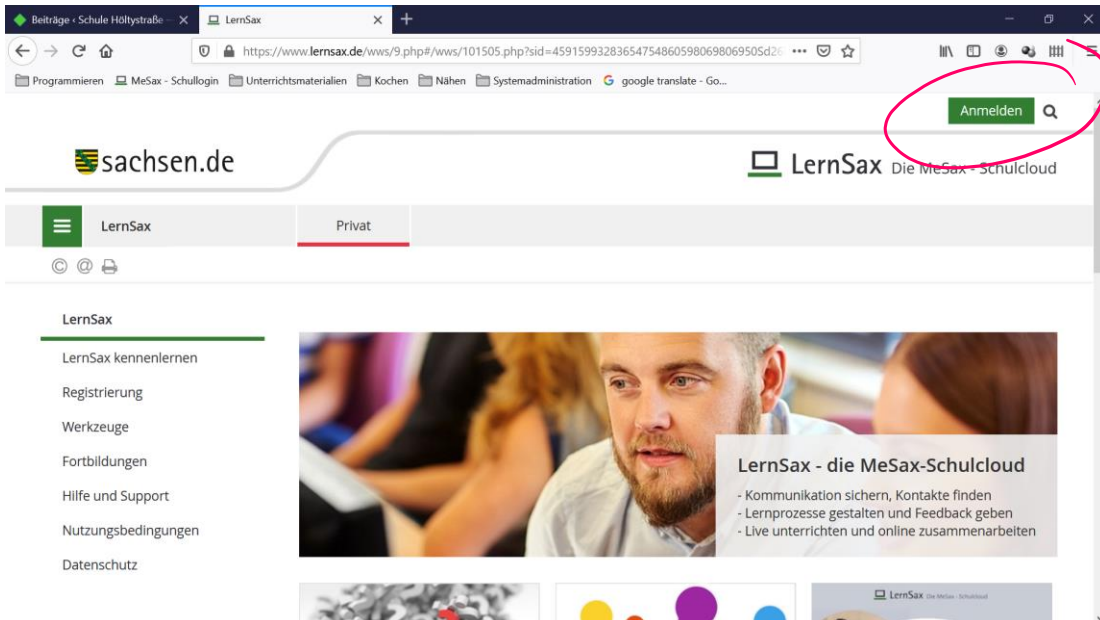 Beiträge ‹ Schule Höltystraße —
LernSax
https://www.lernsax.de/wws/9.php#/wws/101505.php?sid=
Programmieren MeSax - Schullogin Unterrichtsmaterialien Kochen Nähen Systemadministration google translate - Go...
Anmelden
sachsen.de
LernSax Die MeSax - Schulcloud
LernSax Privat
LernSax
LernSax kennenlernen
Registrierung
Werkzeuge
Fortbildungen
Hilfe und Support
Nutzungsbedingungen
Datenschutz
LernSax - die MeSax-Schulcloud
- Kommunikation sichern, Kontakte finden
- Lernprozesse gestalten und Feedback geben
- Live unterrichten und online zusammenarbeiten
LernSax Die MeSax - Schulcloud